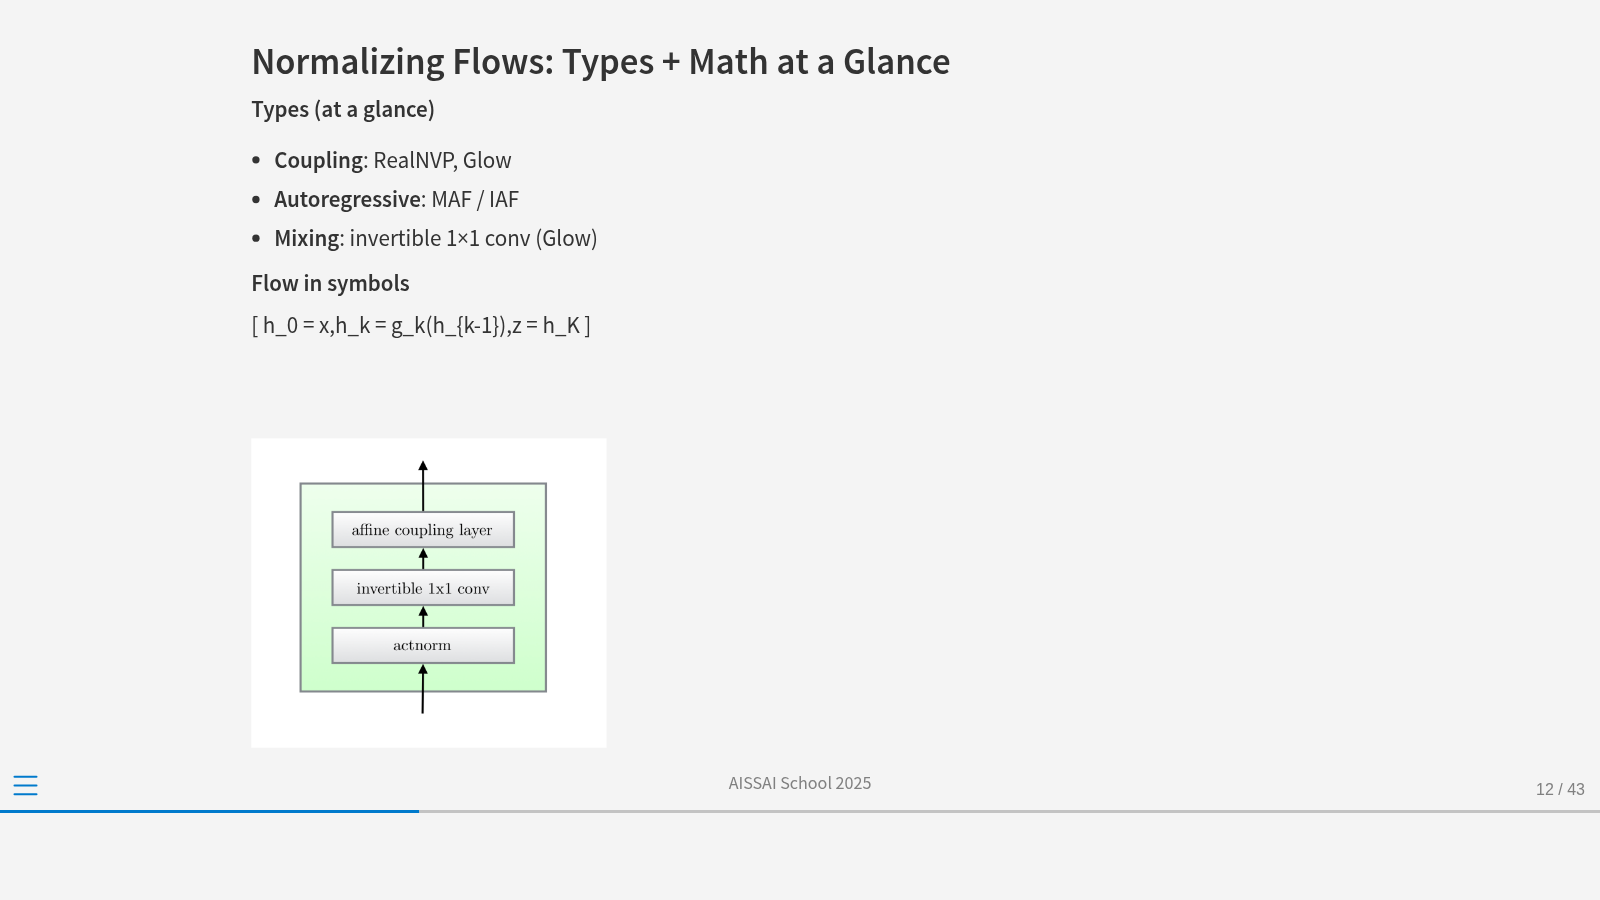 Normalizing Flows: Types + Math at a Glance
Types (at a glance)
• Coupling: RealNVP, Glow
• Autoregressive: MAF / IAF
• Mixing: invertible 1×1 conv (Glow)
Flow in symbols
[ h_0 = x,h_k = g_k(h_{k-1}),z = h_K ]
affine coupling layer
invertible 1x1 conv
actnorm
AISSAI School 2025
12 / 43